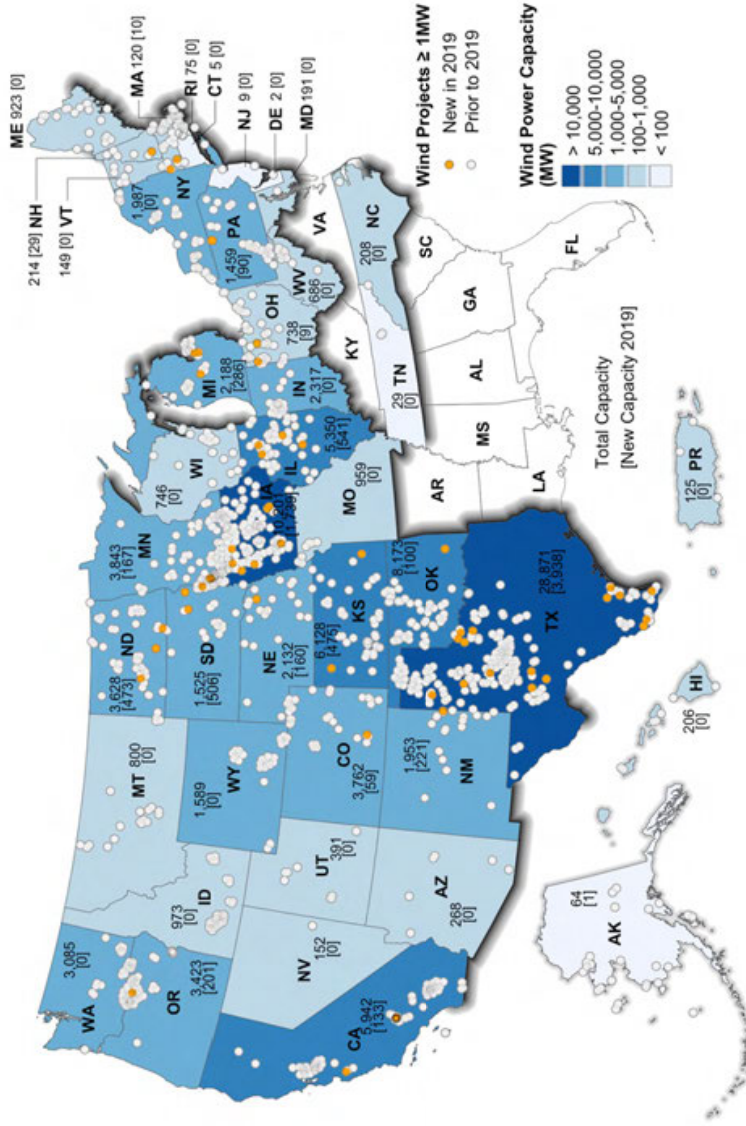 ME 923 [0]
214 [29] NH
149 [0] VT
MA 120 [10]
RI 75 [0]
CT 5 [0]
NJ 9 [0]
DE 2 [0]
MD 191 [0]
WA
3,085
[0]
OR
3,423
[201]
CA
5,942
[133]
NV
152
[0]
ID
973
[0]
MT 800
[0]
WY
1,589
[0]
UT
391
[0]
AZ
268
[0]
CO
3,762
[59]
NM
1,953
[221]
ND
3,628
[473]
SD
1,525
[506]
NE
2,132
[160]
KS
6,128
[475]
OK
8,173
[100]
TX
28,871
[3,938]
MN
3,843
[167]
IA
10,201
[1,739]
MO
959
[0]
WI
746
[0]
IL
5,350
[541]
MI
2,188
[286]
IN
2,317
[0]
OH
738
[9]
WV
686
[0]
PA
1,459
[90]
NY
1,987
[0]
VA
KY
TN
29
[0]
NC
208
[0]
SC
GA
AL
MS
AR
LA
FL
AK
64
[1]
HI
206
[0]
PR
125
[0]
Total Capacity
[New Capacity 2019]
Wind Projects ≥ 1MW
New in 2019
Prior to 2019
Wind Power Capacity
(MW)
> 10,000
5,000-10,000
1,000-5,000
100-1,000
< 100